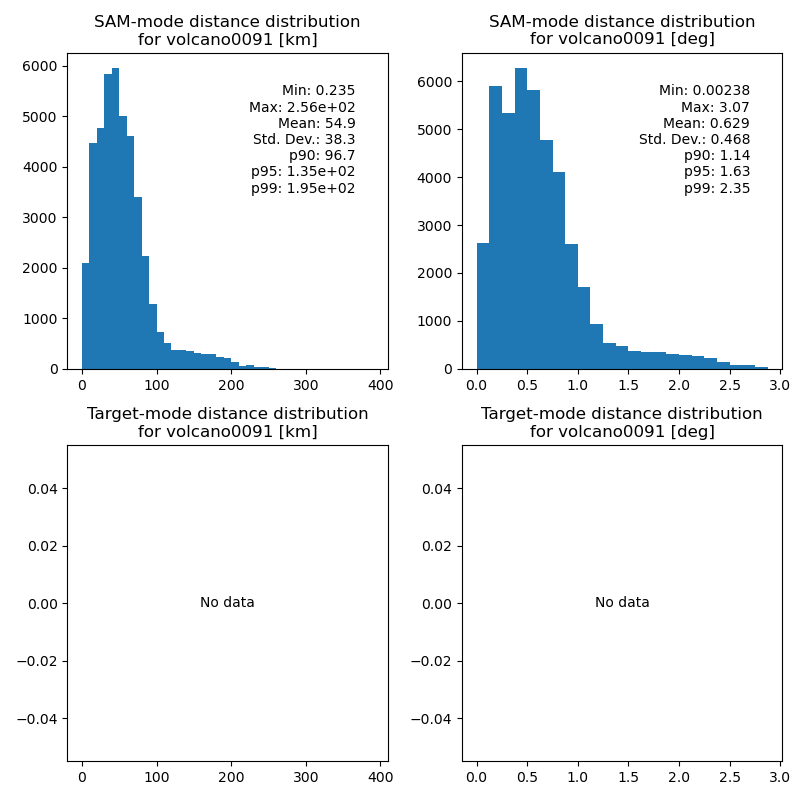 SAM-mode distance distribution
for volcano0091 [km]
6000
5000
4000
3000
2000
1000
0
Min: 0.235
Max: 2.56e+02
Mean: 54.9
Std. Dev.: 38.3
p90: 96.7
p95: 1.35e+02
p99: 1.95e+02
0 100 200 300 400
SAM-mode distance distribution
for volcano0091 [deg]
6000
5000
4000
3000
2000
1000
0
Min: 0.00238
Max: 3.07
Mean: 0.629
Std. Dev.: 0.468
p90: 1.14
p95: 1.63
p99: 2.35
0.0 0.5 1.0 1.5 2.0 2.5 3.0
Target-mode distance distribution
for volcano0091 [km]
0.04
0.02
0.00
−0.02
−0.04
No data
0 100 200 300 400
Target-mode distance distribution
for volcano0091 [deg]
0.04
0.02
0.00
−0.02
−0.04
No data
0.0 0.5 1.0 1.5 2.0 2.5 3.0